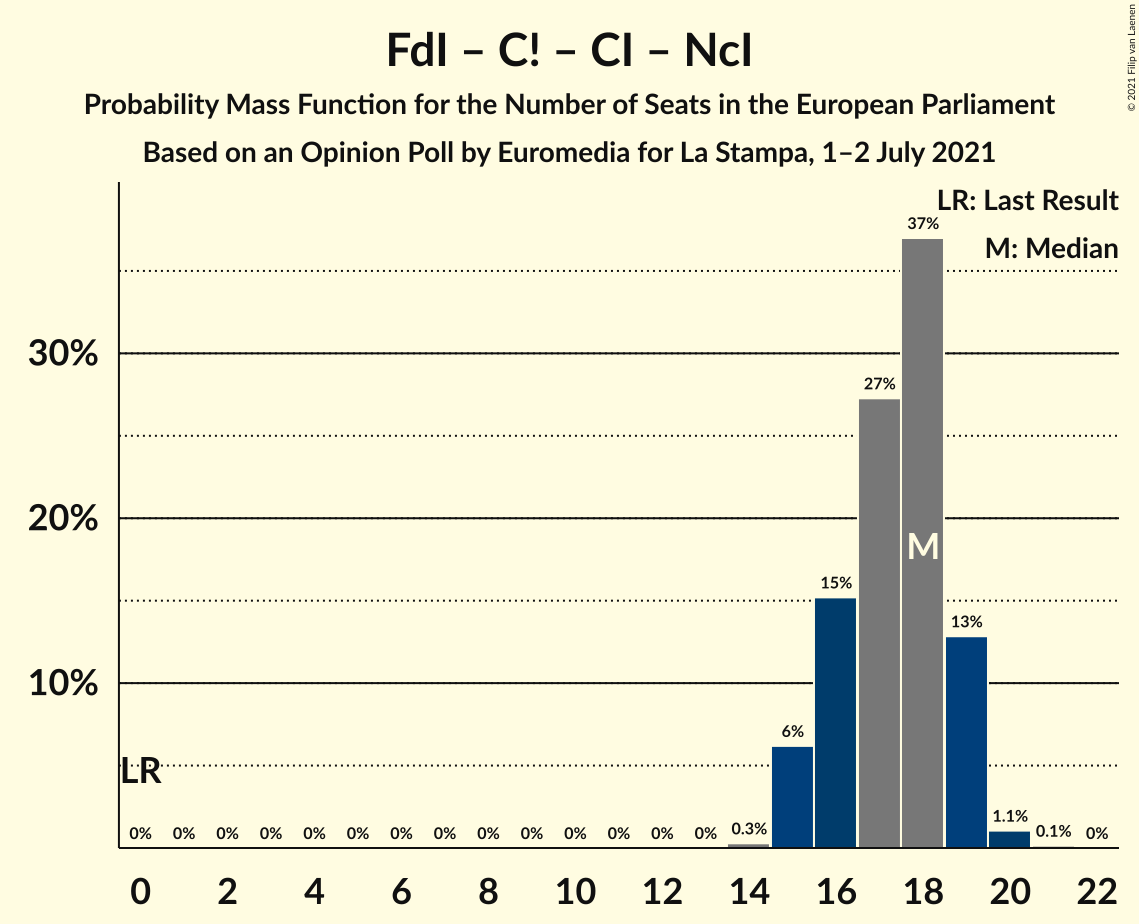 FdI – C! – CI – NcI
Probability Mass Function for the Number of Seats in the European Parliament
Based on an Opinion Poll by Euromedia for La Stampa, 1–2 July 2021
© 2021 Filip van Laenen
LR: Last Result
M: Median
37%
30%
27%
20%
M
15%
13%
10%
6%
LR
0% 0% 0% 0% 0% 0% 0% 0% 0% 0% 0% 0% 0% 0% 0.3% 1.1% 0.1% 0%
0 2 4 6 8 10 12 14 16 18 20 22